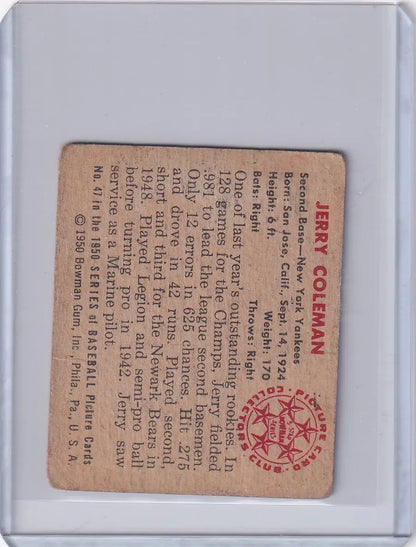 JERRY COLEMAN
Second Base—New York Yankees
Born: San Jose, Calif., Sept. 14, 1924
Height: 6 ft. Weight: 170
Bats: Right Throws: Right
One of last year's outstanding rookies. In
128 games for the Champs, Jerry fielded
.981 to lead the league second basemen.
Only 12 errors in 625 chances. Hit .275
and drove in 42 runs. Played second,
short and third for the Newark Bears in
1948. Played Legion and semi-pro ball
before turning pro in 1942. Jerry saw
service as a Marine pilot.
No. 47 in the 1950 SERIES of BASEBALL Picture Cards
©1950 Bowman Gum, Inc., Phila., Pa., U. S. A.
PICTURE CARD
COLLECTORS CLUB
5 STAR
BOWMAN